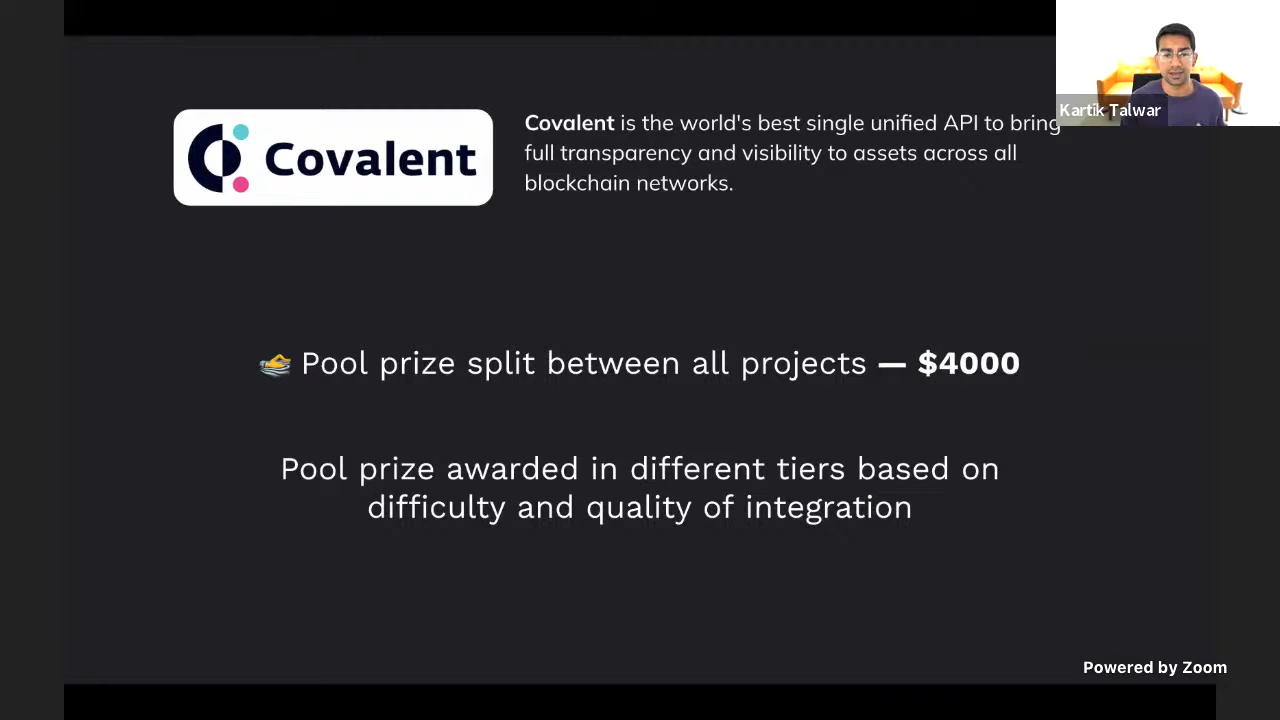 Covalent
Covalent is the world's best single unified API to bring
full transparency and visibility to assets across all
blockchain networks.
Kartik Talwar
🏊 Pool prize split between all projects — $4000
Pool prize awarded in different tiers based on
difficulty and quality of integration
Powered by Zoom